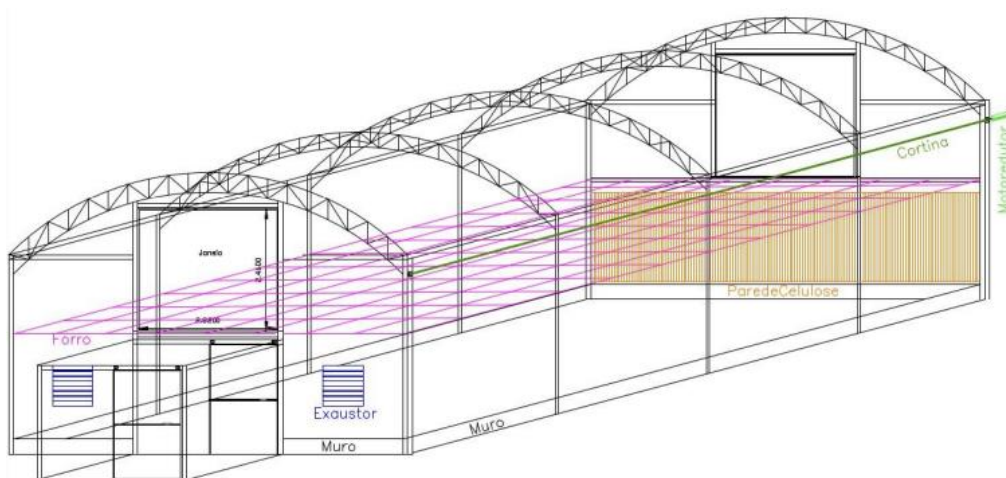 Cortina
Motoredutor
Janela
ParedeCelulose
Forro
Exaustor
Muro
Muro